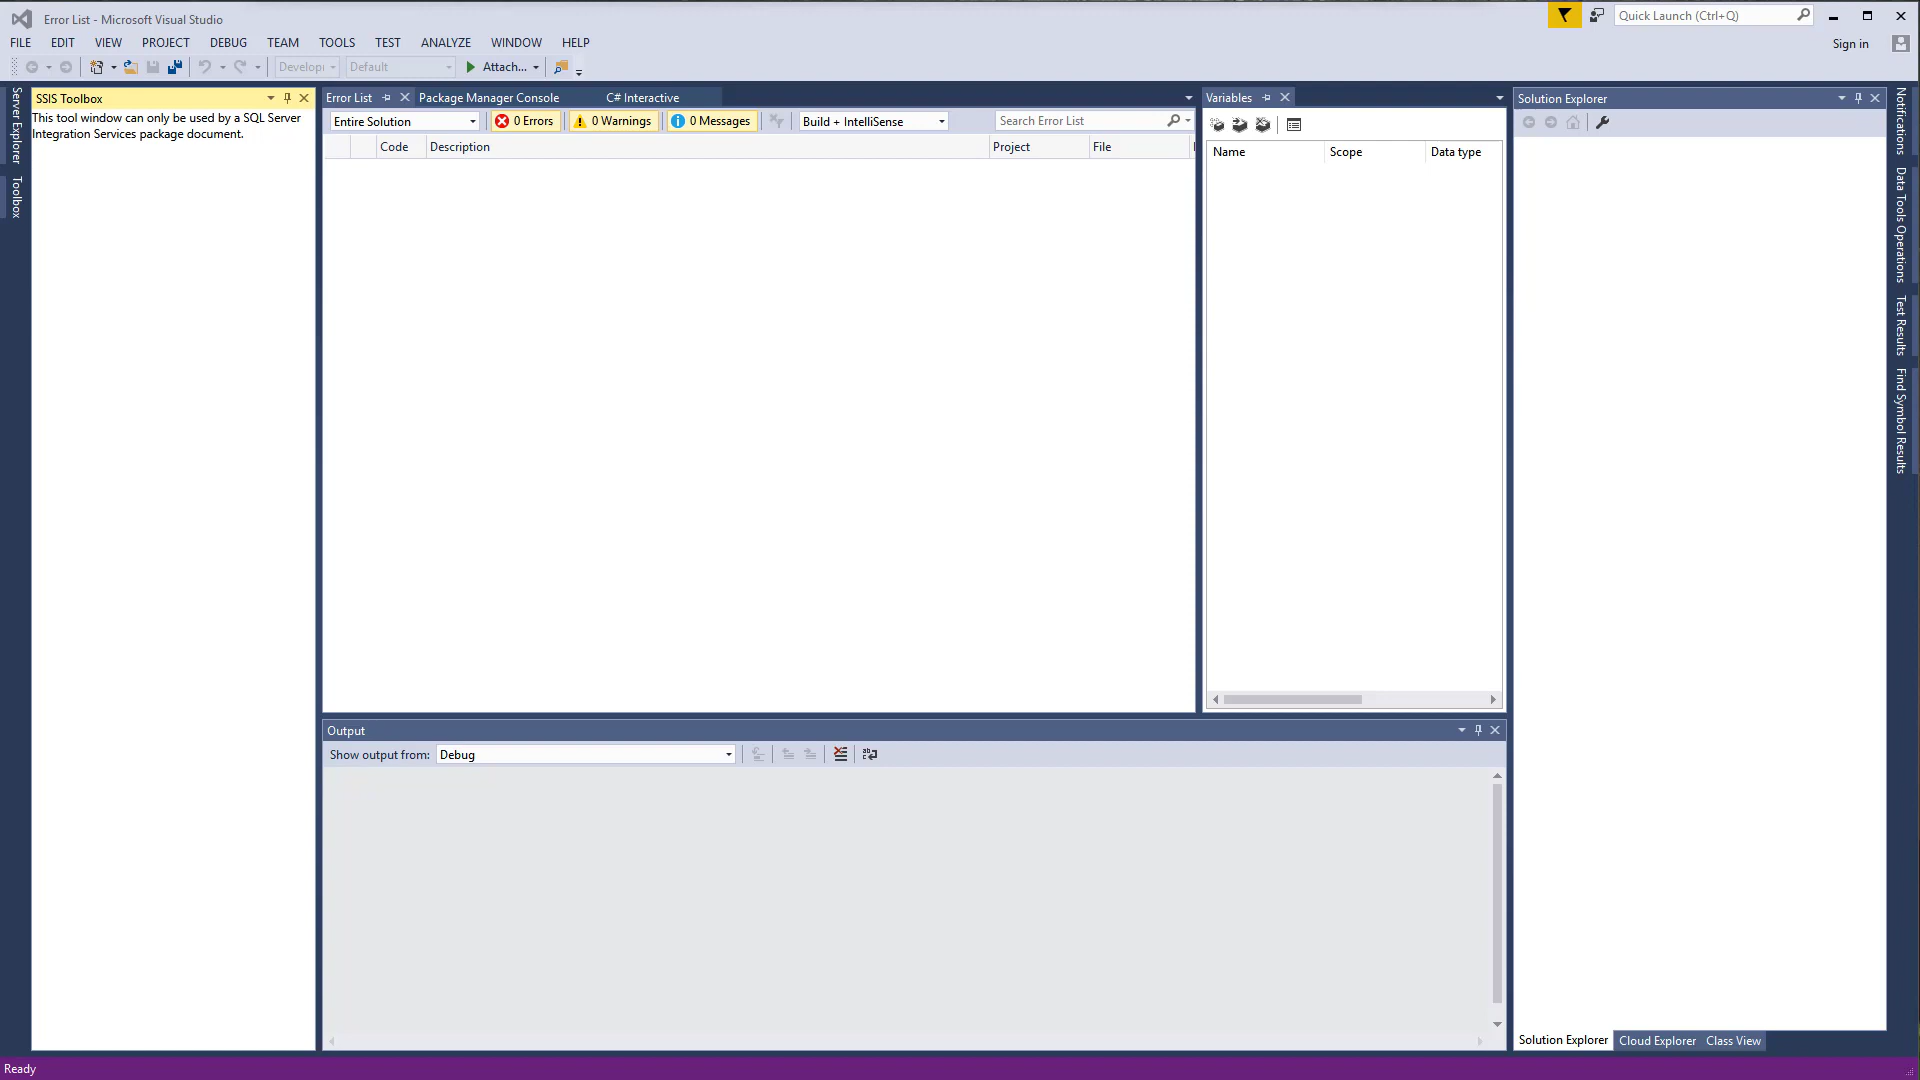 Error List - Microsoft Visual Studio
Quick Launch (Ctrl+Q)
FILE EDIT VIEW PROJECT DEBUG TEAM TOOLS TEST ANALYZE WINDOW HELP
Sign in
Default
Attach...
Server Explorer
Toolbox
SSIS Toolbox
This tool window can only be used by a SQL Server
Integration Services package document.
Error List Package Manager Console C# Interactive
Entire Solution 0 Errors 0 Warnings 0 Messages Build + IntelliSense Search Error List
Code Description Project File
Variables
Name Scope Data type
Output
Show output from: Debug
Solution Explorer
Solution Explorer Cloud Explorer Class View
Notifications
Data Tools Operations
Test Results
Find Symbol Results
Ready